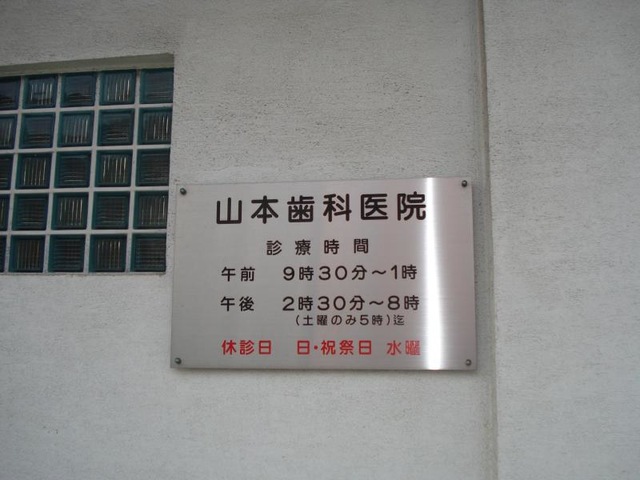 山本歯科医院
診療時間
午前 9時30分～1時
午後 2時30分～8時
(土曜のみ5時)迄
休診日 日・祝祭日 水曜